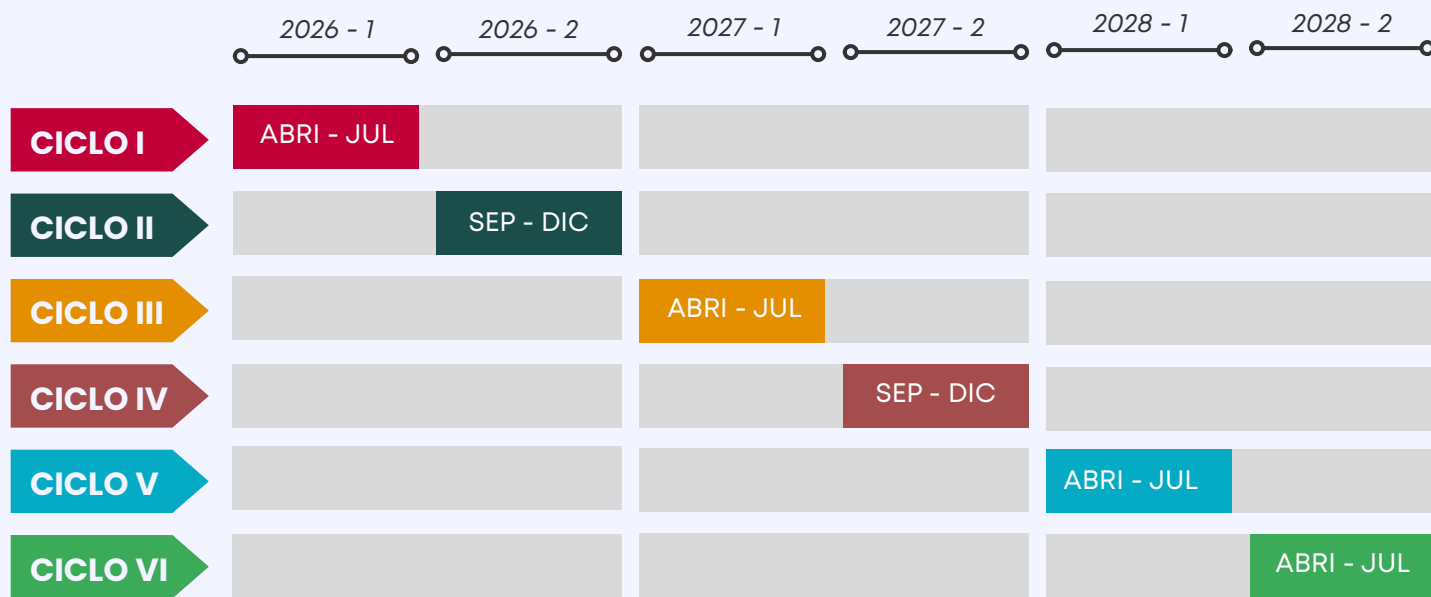 2026 - 1 2026 - 2 2027 - 1 2027 - 2 2028 - 1 2028 - 2
CICLO I ABRI - JUL
CICLO II SEP - DIC
CICLO III ABRI - JUL
CICLO IV SEP - DIC
CICLO V ABRI - JUL
CICLO VI ABRI - JUL